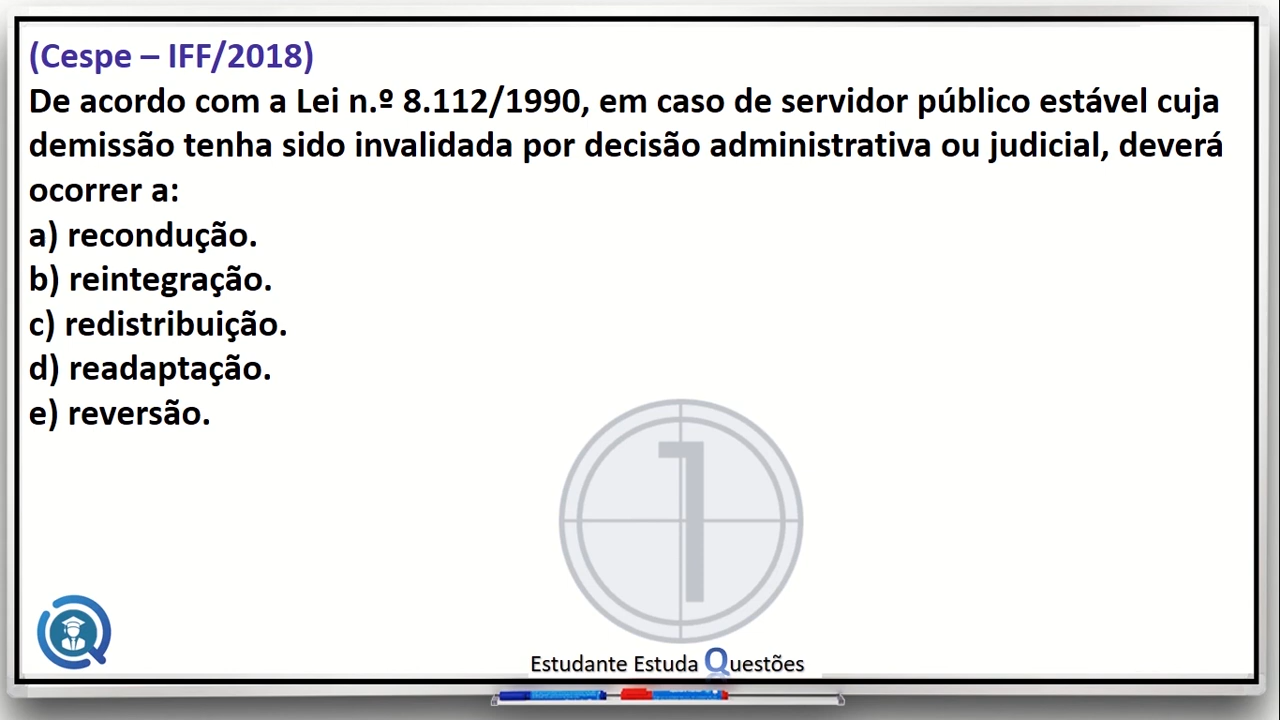 (Cespe – IFF/2018)
De acordo com a Lei n.º 8.112/1990, em caso de servidor público estável cuja
demissão tenha sido invalidada por decisão administrativa ou judicial, deverá
ocorrer a:
a) recondução.
b) reintegração.
c) redistribuição.
d) readaptação.
e) reversão.
1
Estudante Estuda Questões